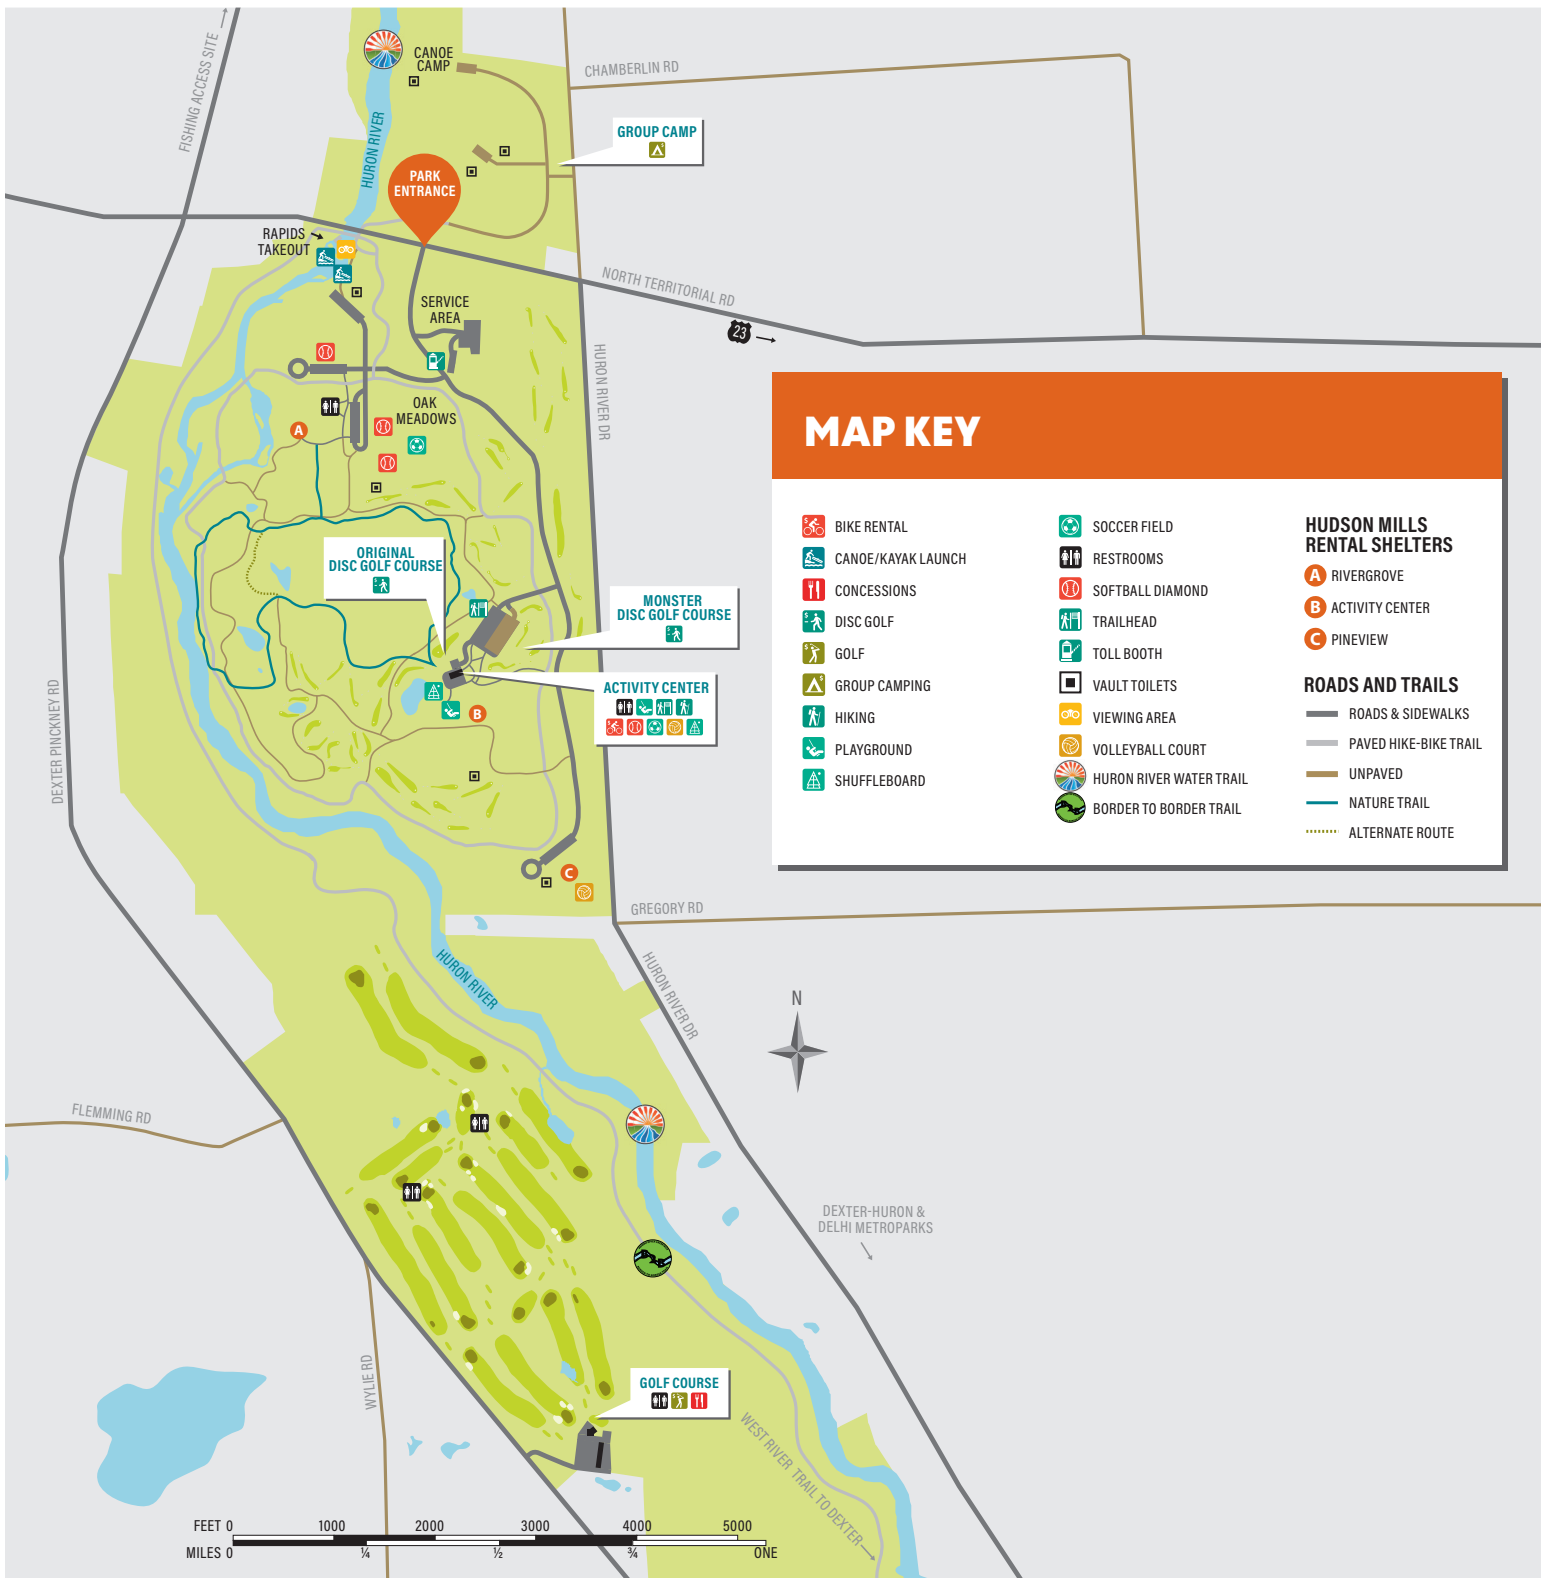 FISHING ACCESS SITE
CANOE
CAMP
CHAMBERLIN RD
HURON RIVER
GROUP CAMP
PARK
ENTRANCE
RAPIDS
TAKEOUT
NORTH TERRITORIAL RD
23
SERVICE
AREA
HURON RIVER DR
OAK
MEADOWS
A
ORIGINAL
DISC GOLF COURSE
MONSTER
DISC GOLF COURSE
ACTIVITY CENTER
B
DEXTER PINCKNEY RD
C
GREGORY RD
HURON RIVER
HURON RIVER DR
N
FLEMMING RD
DEXTER-HURON &
DELHI METROPARKS
WYLIE RD
GOLF COURSE
WEST RIVER TRAIL TO DEXTER
FEET 0 1000 2000 3000 4000 5000
MILES 0 ¼ ½ ¾ ONE
MAP KEY
BIKE RENTAL
CANOE/KAYAK LAUNCH
CONCESSIONS
DISC GOLF
GOLF
GROUP CAMPING
HIKING
PLAYGROUND
SHUFFLEBOARD
SOCCER FIELD
RESTROOMS
SOFTBALL DIAMOND
TRAILHEAD
TOLL BOOTH
VAULT TOILETS
VIEWING AREA
VOLLEYBALL COURT
HURON RIVER WATER TRAIL
BORDER TO BORDER TRAIL
HUDSON MILLS
RENTAL SHELTERS
A RIVERGROVE
B ACTIVITY CENTER
C PINEVIEW
ROADS AND TRAILS
ROADS & SIDEWALKS
PAVED HIKE-BIKE TRAIL
UNPAVED
NATURE TRAIL
ALTERNATE ROUTE